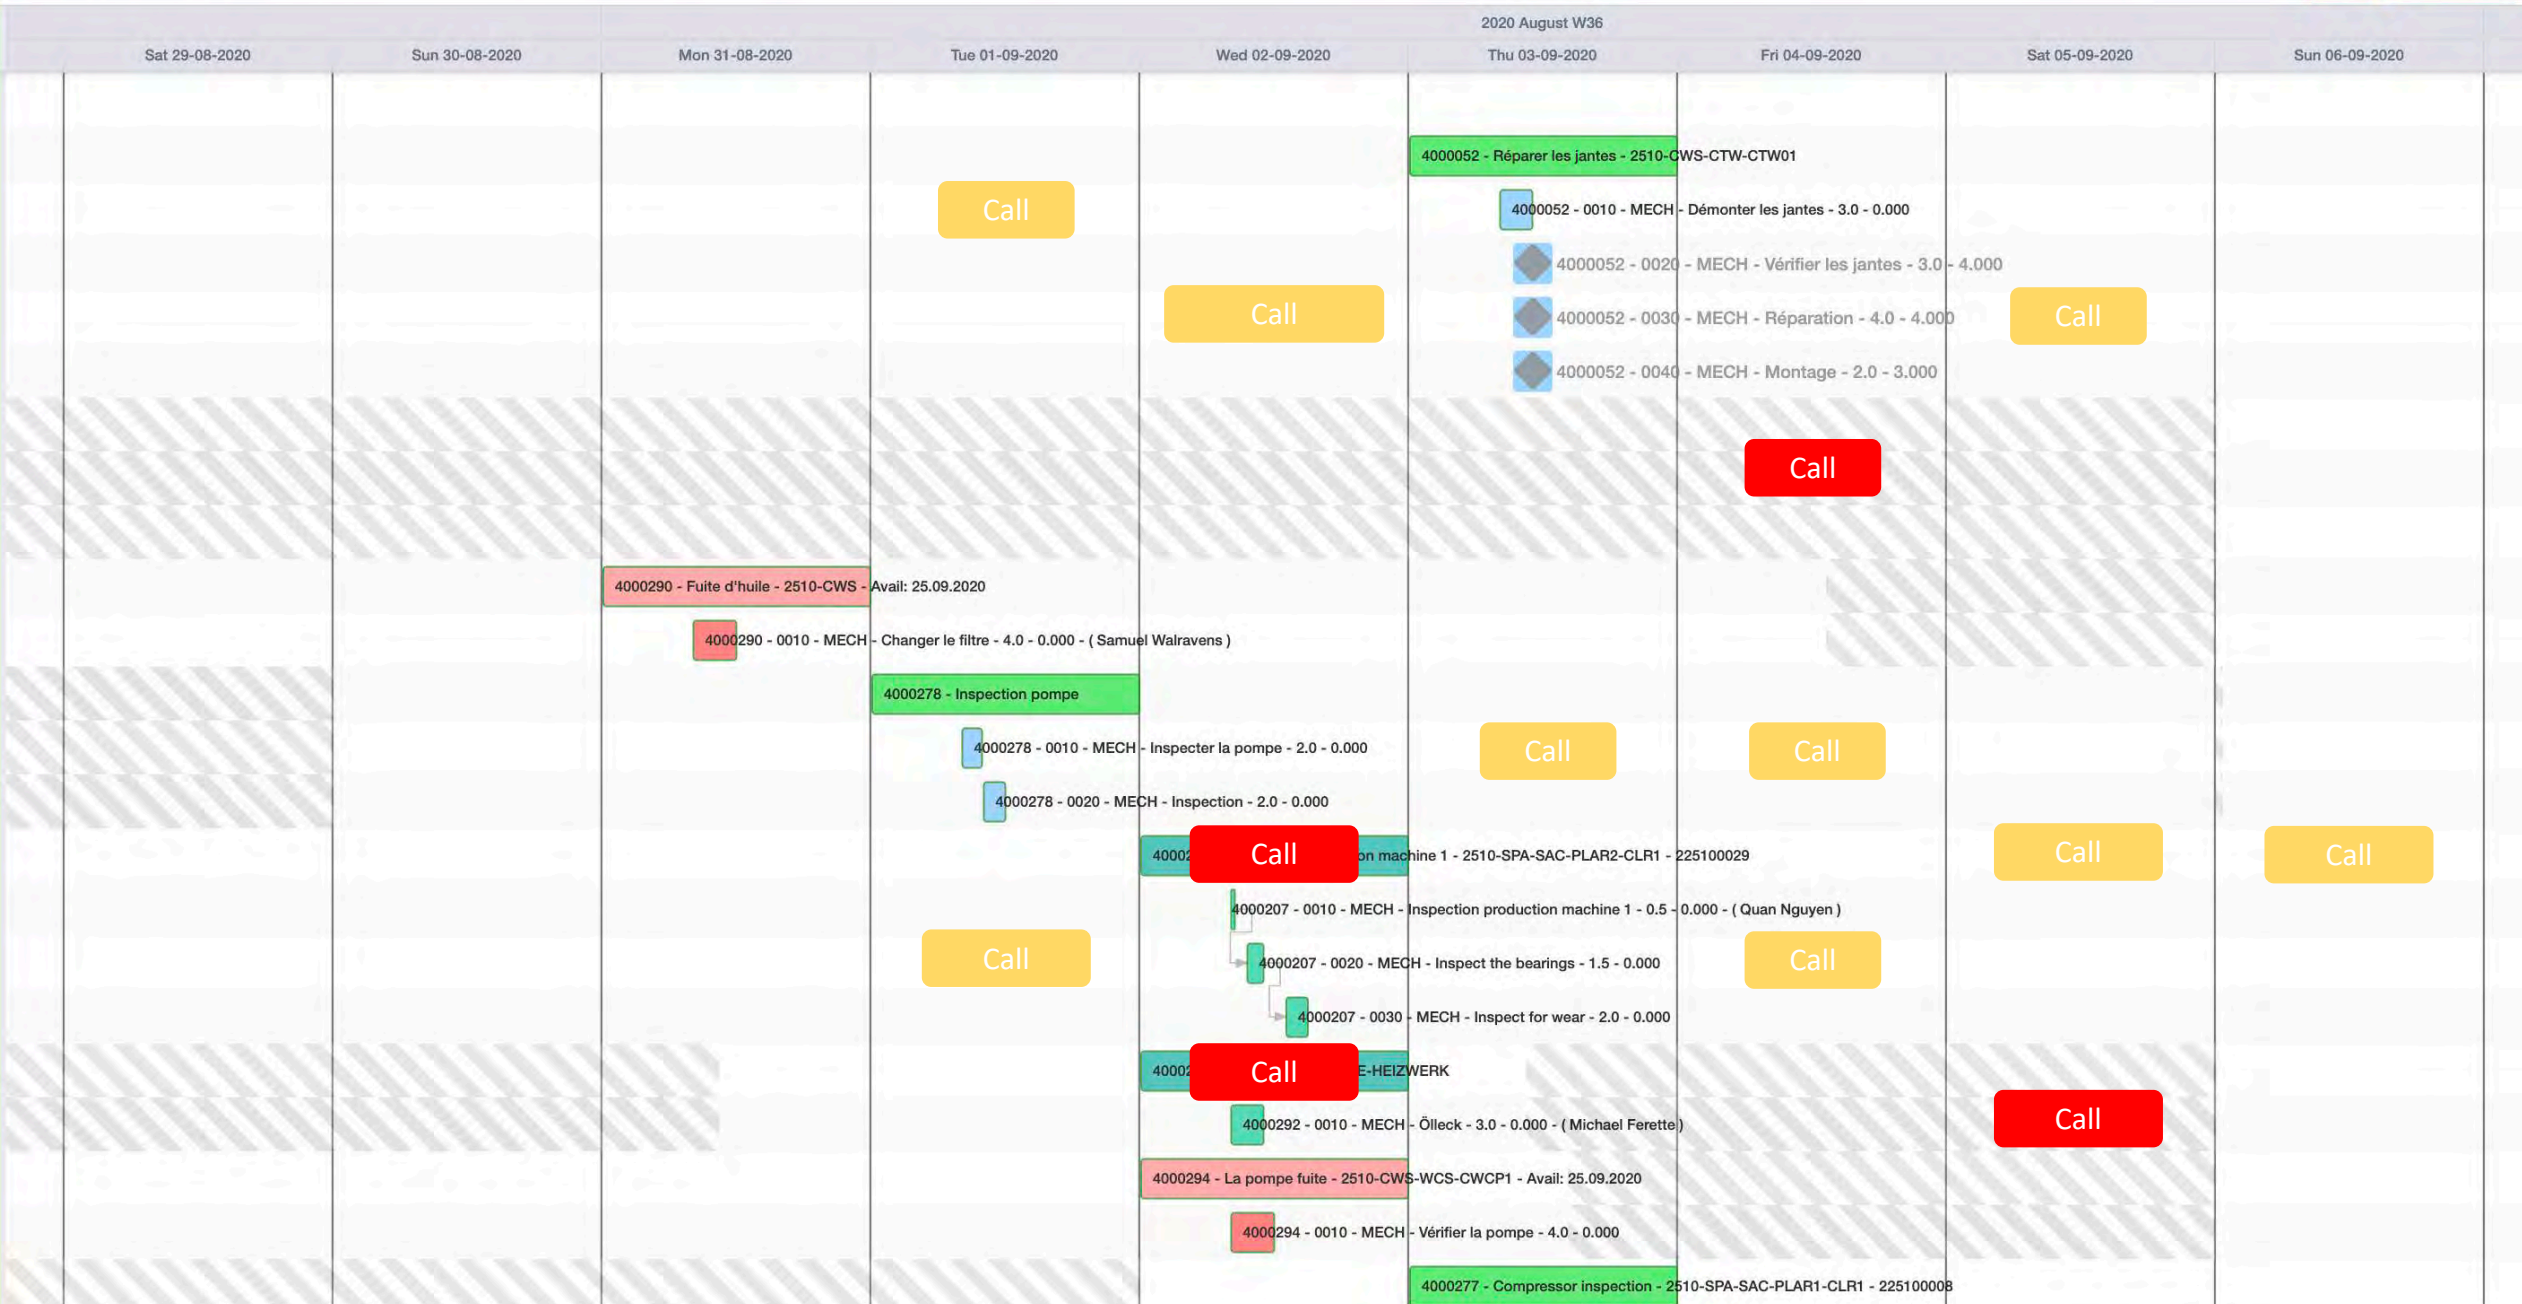 2020 August W36
Sat 29-08-2020 Sun 30-08-2020 Mon 31-08-2020 Tue 01-09-2020 Wed 02-09-2020 Thu 03-09-2020 Fri 04-09-2020 Sat 05-09-2020 Sun 06-09-2020
4000052 - Réparer les jantes - 2510-CWS-CTW-CTW01
Call 4000052 - 0010 - MECH - Démonter les jantes - 3.0 - 0.000
4000052 - 0020 - MECH - Vérifier les jantes - 3.0 - 4.000
Call 4000052 - 0030 - MECH - Réparation - 4.0 - 4.000 Call
4000052 - 0040 - MECH - Montage - 2.0 - 3.000
Call
4000290 - Fuite d'huile - 2510-CWS - Avail: 25.09.2020
4000290 - 0010 - MECH - Changer le filtre - 4.0 - 0.000 - ( Samuel Walravens )
4000278 - Inspection pompe
4000278 - 0010 - MECH - Inspecter la pompe - 2.0 - 0.000 Call Call
4000278 - 0020 - MECH - Inspection - 2.0 - 0.000
Call machine 1 - 2510-SPA-SAC-PLAR2-CLR1 - 225100029 Call Call
4000207 - 0010 - MECH - Inspection production machine 1 - 0.5 - 0.000 - ( Quan Nguyen )
Call 4000207 - 0020 - MECH - Inspect the bearings - 1.5 - 0.000 Call
4000207 - 0030 - MECH - Inspect for wear - 2.0 - 0.000
Call E-HEIZWERK
4000292 - 0010 - MECH - Ölleck - 3.0 - 0.000 - ( Michael Ferette ) Call
4000294 - La pompe fuite - 2510-CWS-WCS-CWCP1 - Avail: 25.09.2020
4000294 - 0010 - MECH - Vérifier la pompe - 4.0 - 0.000
4000277 - Compressor inspection - 2510-SPA-SAC-PLAR1-CLR1 - 225100008